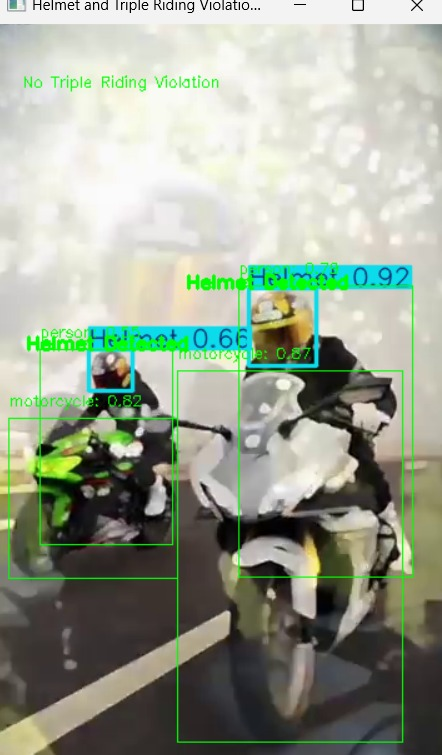 Helmet and Triple Riding Violatio...
No Triple Riding Violation
Helmet 0.92
Helmet Detected
person
Helmet 0.66
Helmet Detected
motorcycle: 0.87
motorcycle: 0.82